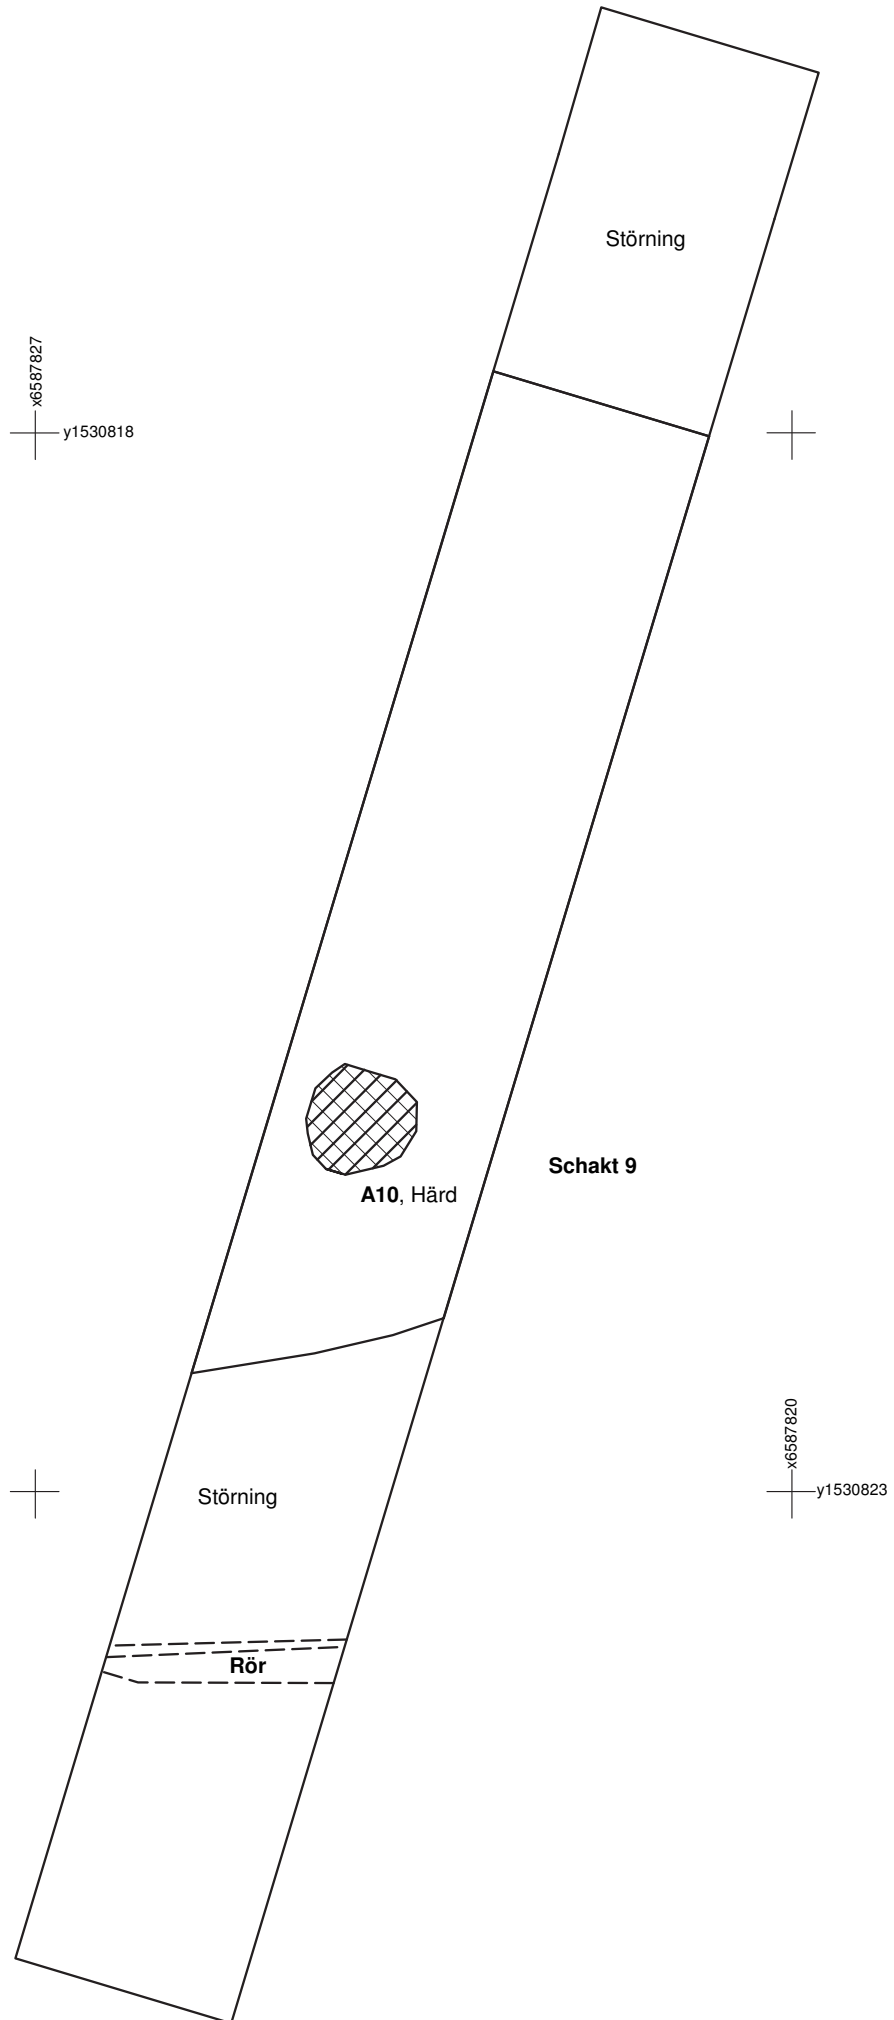 Störning
x6587827
y1530818
Schakt 9
A10, Härd
x6587820
y1530823
Störning
Rör